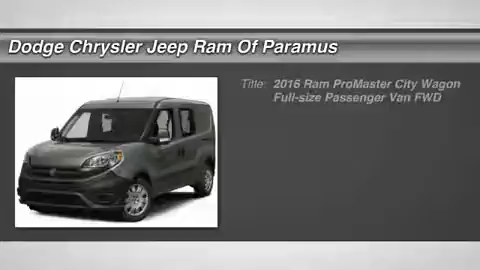 Dodge Chrysler Jeep Ram Of Paramus
Title: 2016 Ram ProMaster City Wagon
Full-size Passenger Van FWD